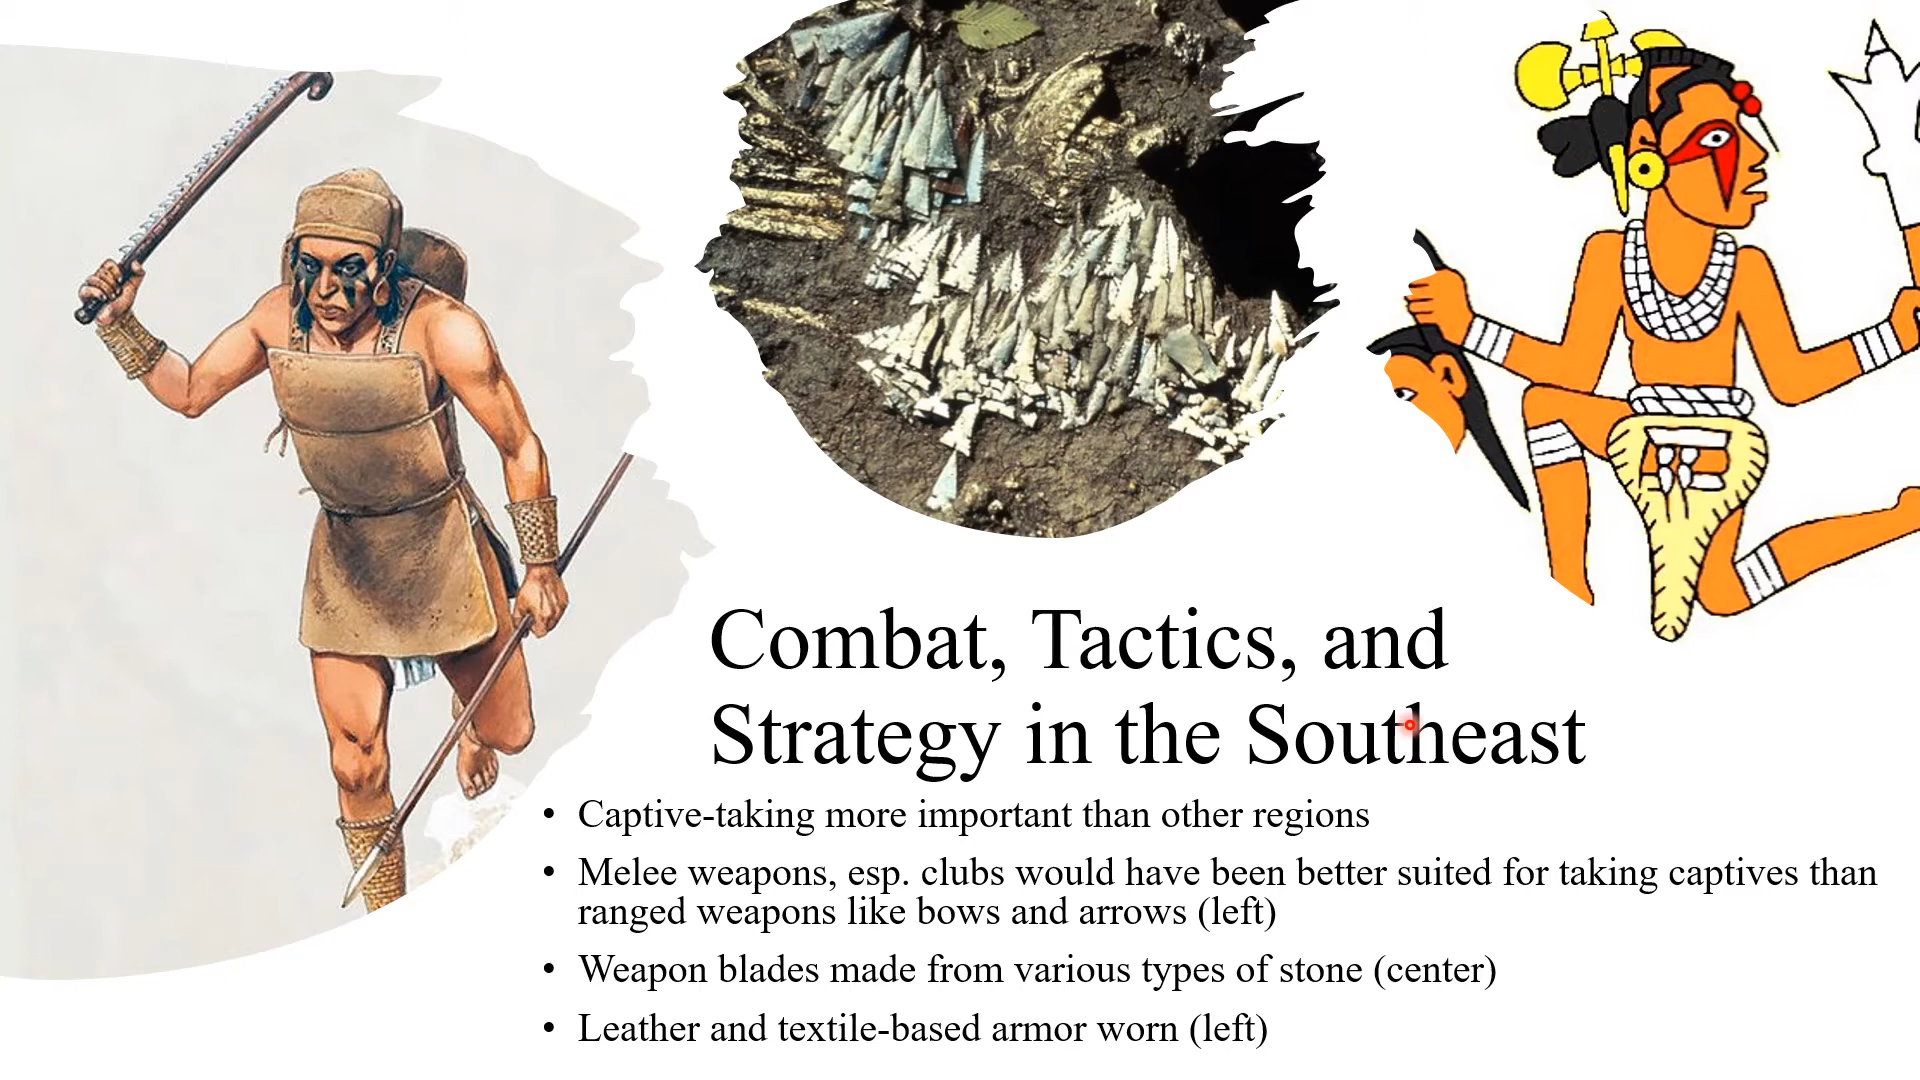 Combat, Tactics, and
Strategy in the Southeast
• Captive-taking more important than other regions
• Melee weapons, esp. clubs would have been better suited for taking captives than
ranged weapons like bows and arrows (left)
• Weapon blades made from various types of stone (center)
• Leather and textile-based armor worn (left)